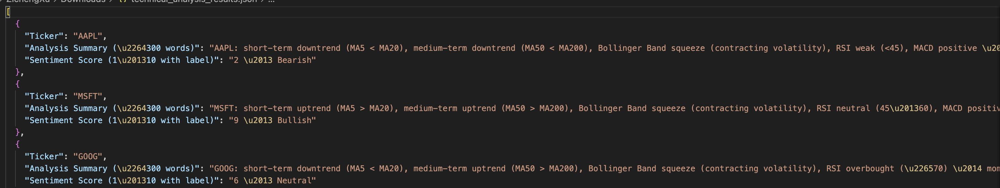 ZichengXu > Downloads > {} technical_analysis_results.json > ...
[
{
"Ticker": "AAPL",
"Analysis Summary (\u2264300 words)": "AAPL: short-term downtrend (MA5 < MA20), medium-term downtrend (MA50 < MA200), Bollinger Band squeeze (contracting volatility), RSI weak (<45), MACD positive \u20
"Sentiment Score (1\u201310 with label)": "2 \u2013 Bearish"
},
{
"Ticker": "MSFT",
"Analysis Summary (\u2264300 words)": "MSFT: short-term uptrend (MA5 > MA20), medium-term uptrend (MA50 > MA200), Bollinger Band squeeze (contracting volatility), RSI neutral (45\u201360), MACD positiv
"Sentiment Score (1\u201310 with label)": "9 \u2013 Bullish"
},
{
"Ticker": "GOOG",
"Analysis Summary (\u2264300 words)": "GOOG: short-term downtrend (MA5 < MA20), medium-term uptrend (MA50 > MA200), Bollinger Band squeeze (contracting volatility), RSI overbought (\u226570) \u2014 mom
"Sentiment Score (1\u201310 with label)": "6 \u2013 Neutral"